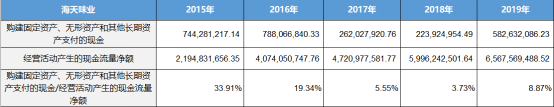 海天味业 2015年 2016年 2017年 2018年 2019年
购建固定资产、无形资产和其他长期资
产支付的现金 744,281,217.14 788,066,840.33 262,027,920.76 223,924,954.49 582,632,086.23
经营活动产生的现金流量净额 2,194,831,656.35 4,074,050,747.76 4,720,977,581.77 5,996,242,501.64 6,567,569,488.52
购建固定资产、无形资产和其他长期资
产支付的现金/经营活动产生的现金流
量净额 33.91% 19.34% 5.55% 3.73% 8.87%